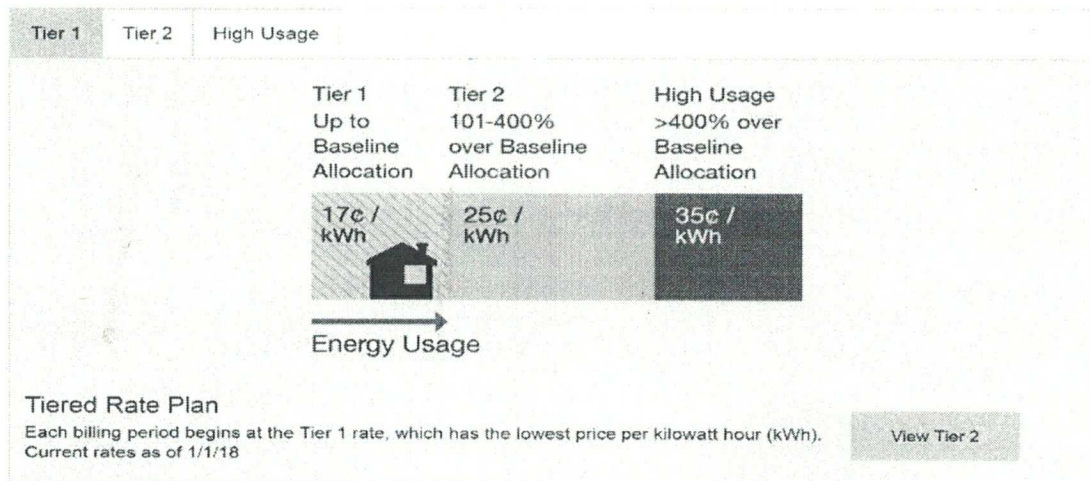 Tier 1 Tier 2 High Usage
Tier 1
Up to
Baseline
Allocation
Tier 2
101-400%
over Baseline
Allocation
High Usage
>400% over
Baseline
Allocation
17¢ /
kWh
25¢ /
kWh
35¢ /
kWh
Energy Usage
Tiered Rate Plan
Each billing period begins at the Tier 1 rate, which has the lowest price per kilowatt hour (kWh).
Current rates as of 1/1/18
View Tier 2